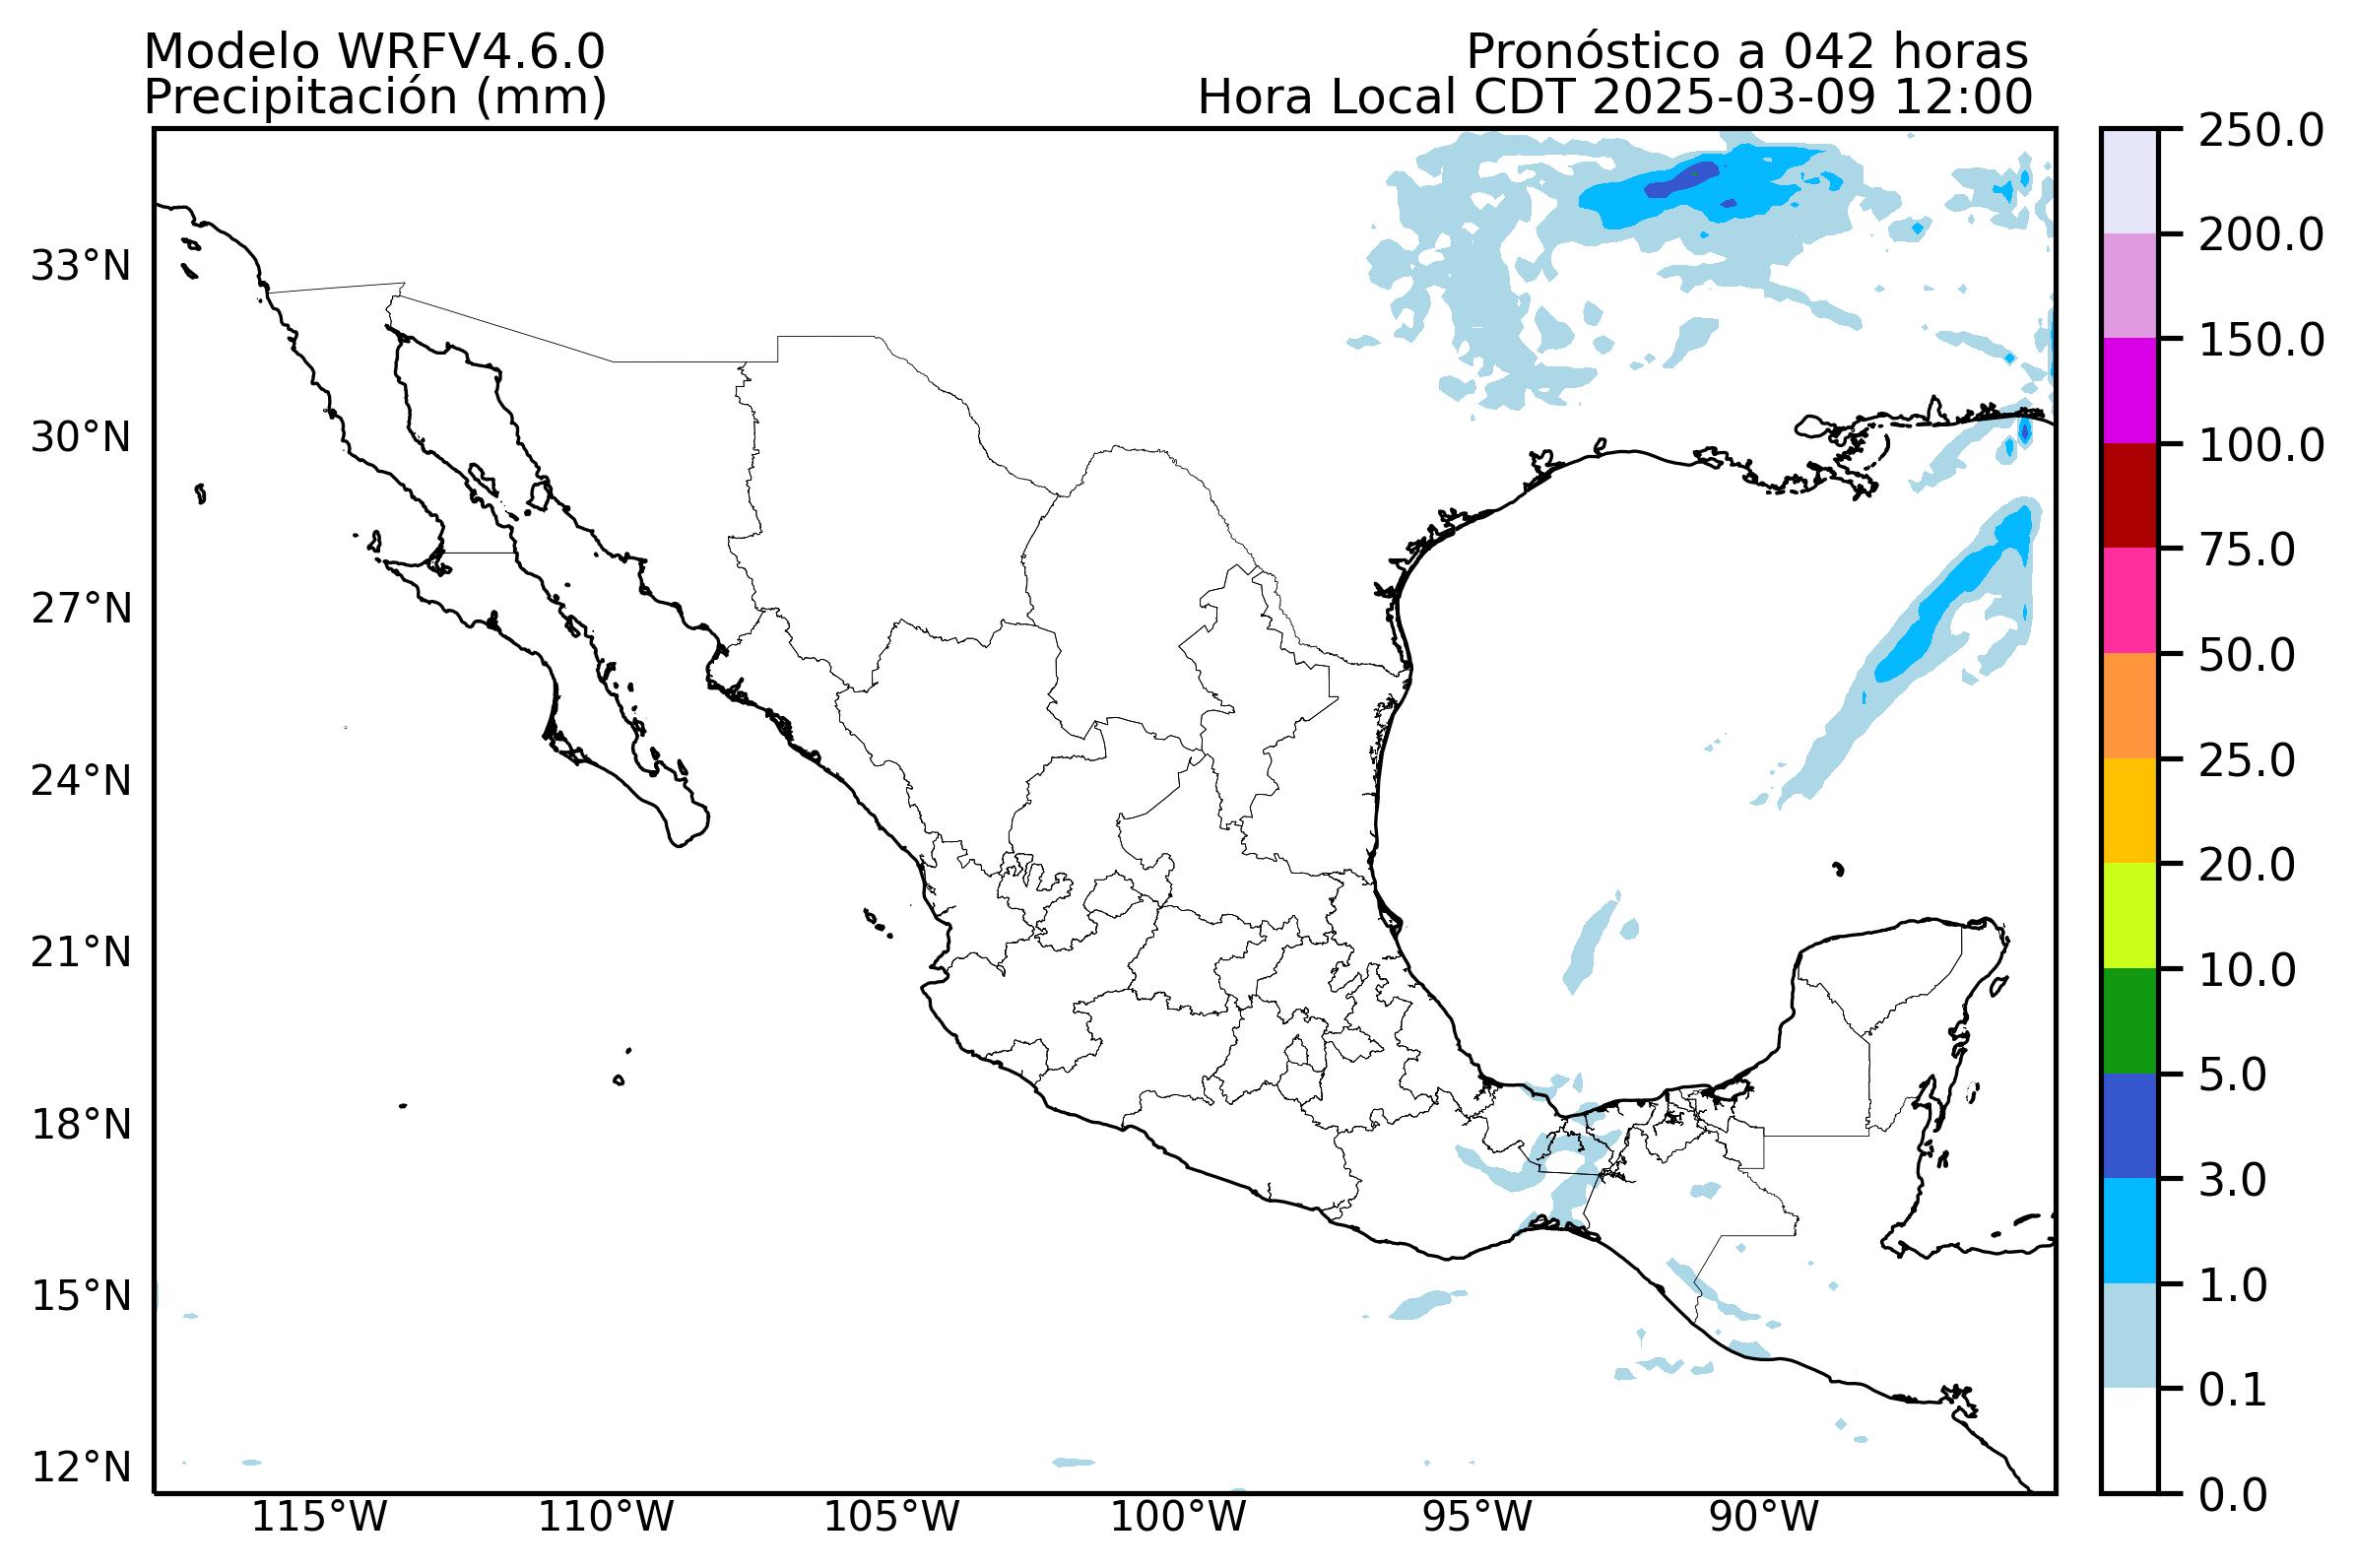 Modelo WRFV4.6.0
Pronóstico a 042 horas
Precipitación (mm)
Hora Local CDT 2025-03-09 12:00
33°N
30°N
27°N
24°N
21°N
18°N
15°N
12°N
115°W
110°W
105°W
100°W
95°W
90°W
250.0
200.0
150.0
100.0
75.0
50.0
25.0
20.0
10.0
5.0
3.0
1.0
0.1
0.0